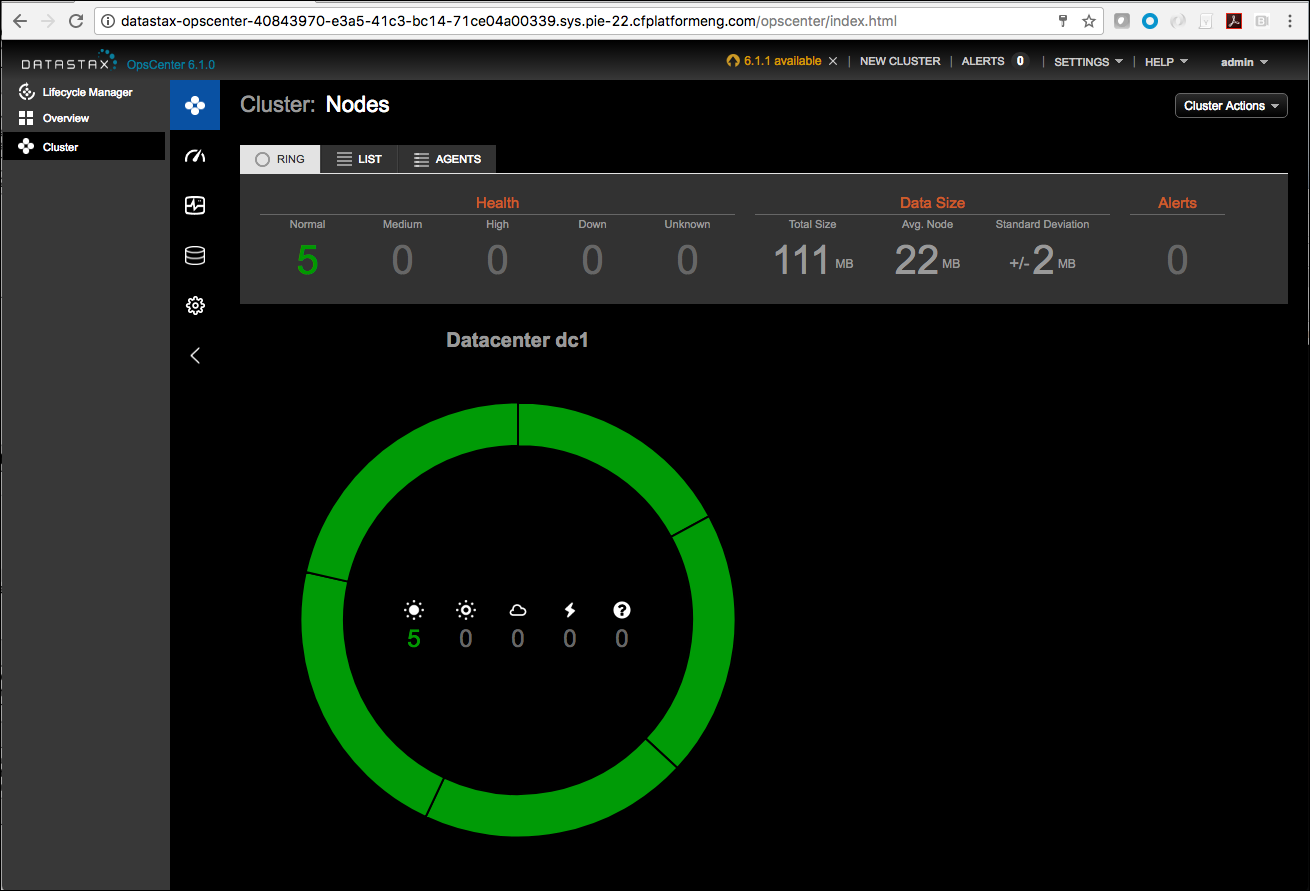 datastax-opscenter-40843970-e3a5-41c3-bc14-71ce04a00339.sys.pie-22.cfplatformeng.com/opscenter/index.html
DATASTAX OpsCenter 6.1.0
6.1.1 available × | NEW CLUSTER | ALERTS 0 | SETTINGS | HELP admin
Lifecycle Manager
Overview
Cluster
Cluster: Nodes
Cluster Actions
RING LIST AGENTS
Health Data Size Alerts
Normal Medium High Down Unknown Total Size Avg. Node Standard Deviation
5 0 0 0 0 111 MB 22 MB +/- 2 MB 0
Datacenter dc1
?
5 0 0 0 0